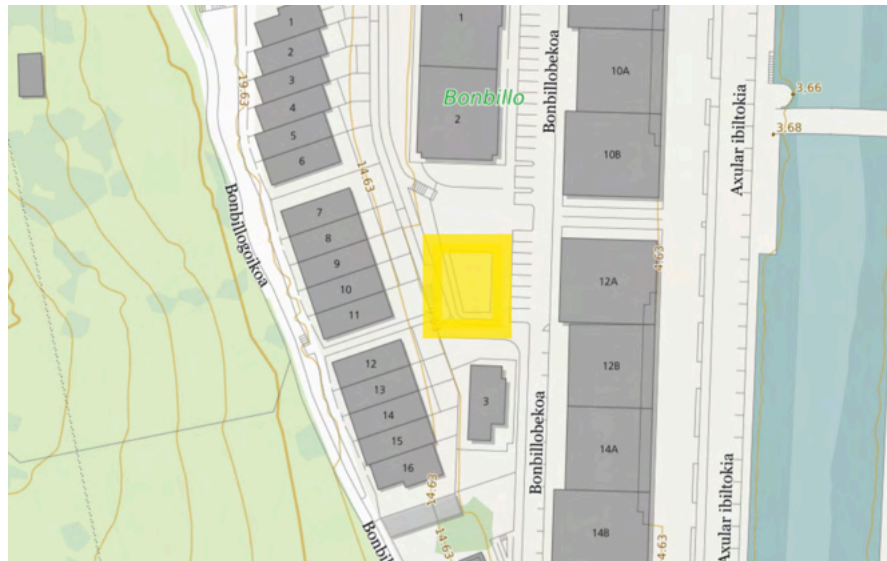 1
2
3
4
5
6
7
8
9
10
11
12
13
14
15
16
1
2
3
10A
10B
12A
12B
14A
14B
Bonbillo
Bonbillobekoa
Bonbillobekoa
Bonbillogoikoa
Axular ibiltokia
Axular ibiltokia
19.63
14.63
14.63
14.63
4.63
4.63
3.66
3.68